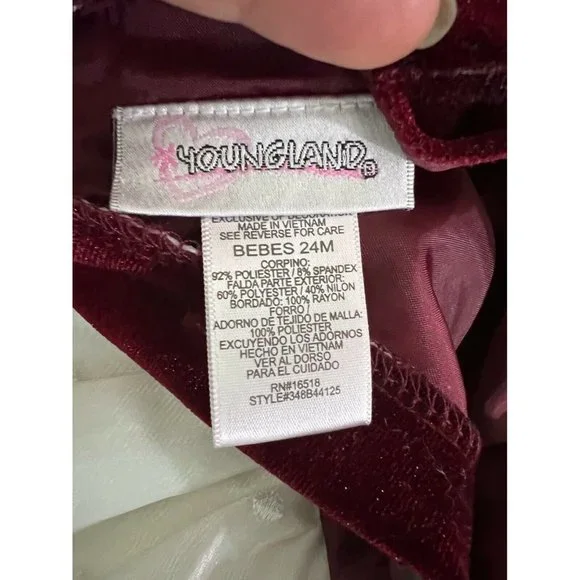 YOUNGLAND
EXCLUSIVE OF DECORATION
MADE IN VIETNAM
SEE REVERSE FOR CARE
BEBES 24M
CORPINO:
92% POLIESTER / 8% SPANDEX
FALDA PARTE EXTERIOR:
60% POLYESTER / 40% NILON
BORDADO: 100% RAYON
FORRO /
ADORNO DE TEJIDO DE MALLA:
100% POLIESTER
EXCUYENDO LOS ADORNOS
HECHO EN VIETNAM
VER AL DORSO
PARA EL CUIDADO
RN#16518
STYLE#348B44125